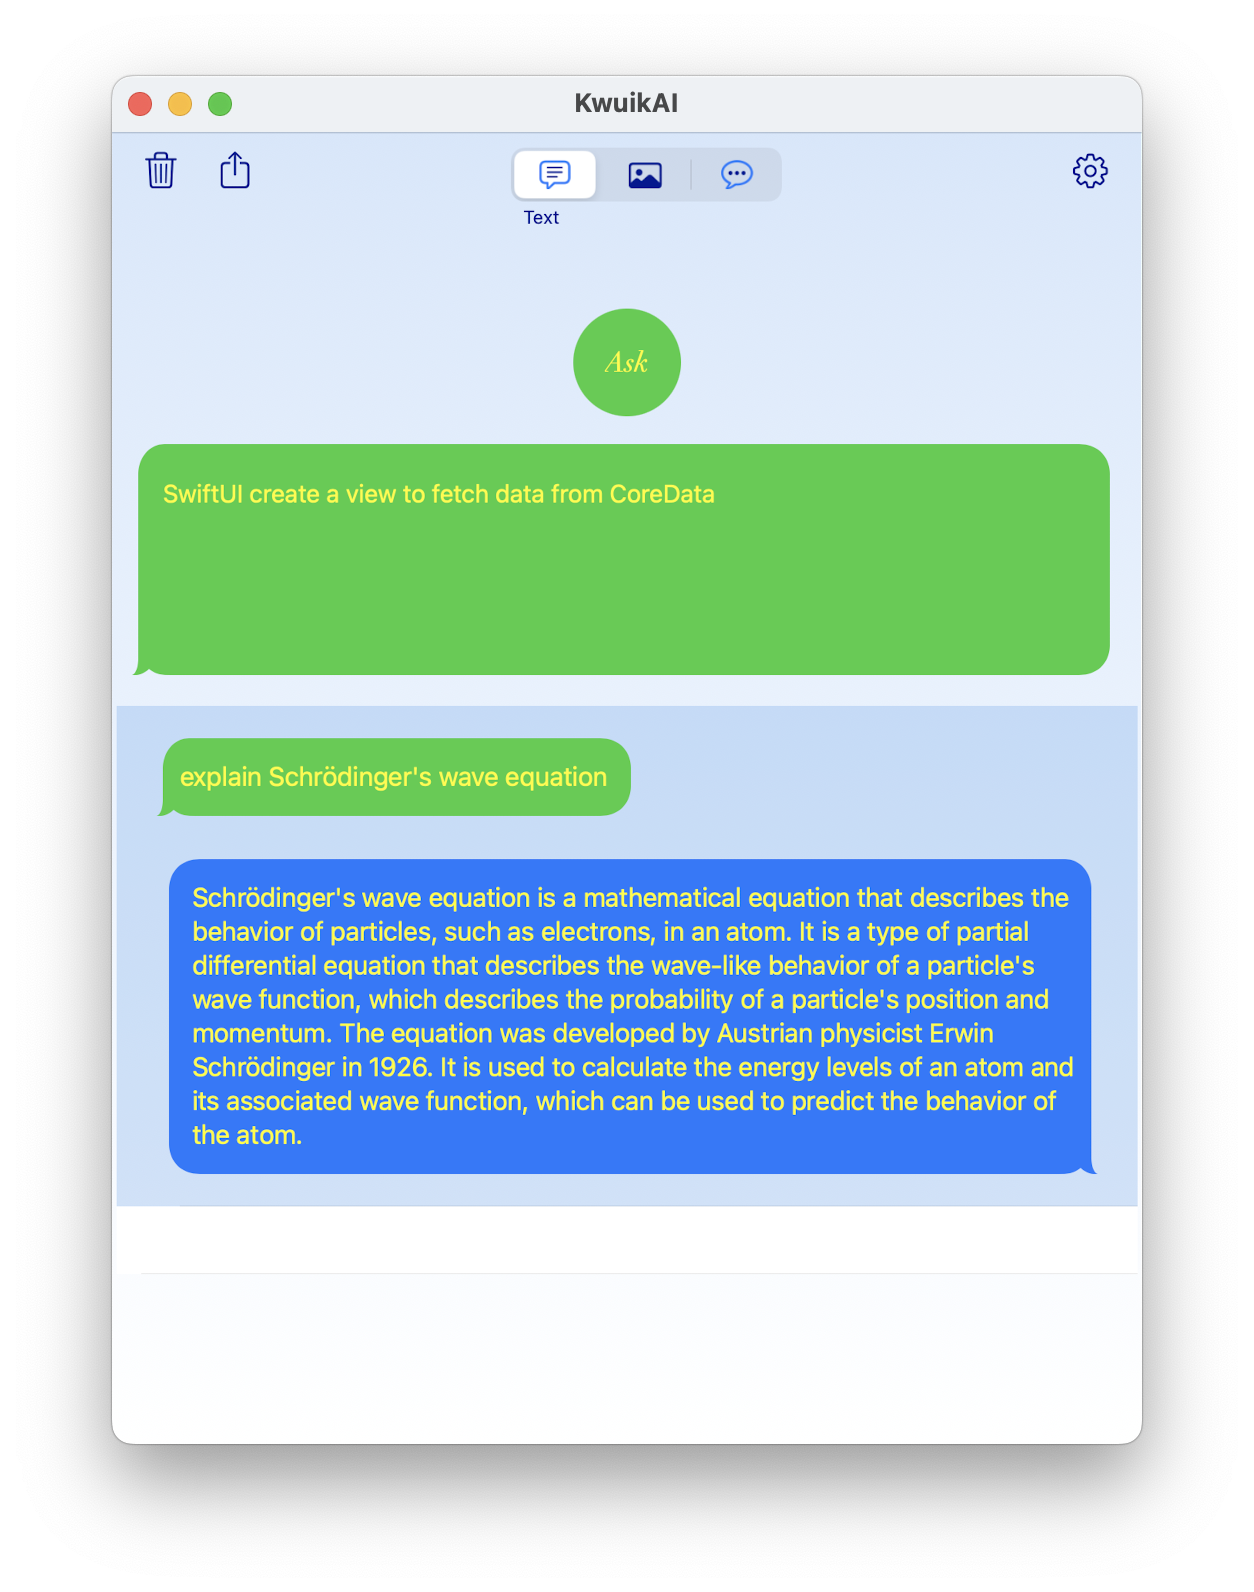 KwuikAI
Text
Ask
SwiftUI create a view to fetch data from CoreData
explain Schrödinger's wave equation
Schrödinger's wave equation is a mathematical equation that describes the
behavior of particles, such as electrons, in an atom. It is a type of partial
differential equation that describes the wave-like behavior of a particle's
wave function, which describes the probability of a particle's position and
momentum. The equation was developed by Austrian physicist Erwin
Schrödinger in 1926. It is used to calculate the energy levels of an atom and
its associated wave function, which can be used to predict the behavior of
the atom.